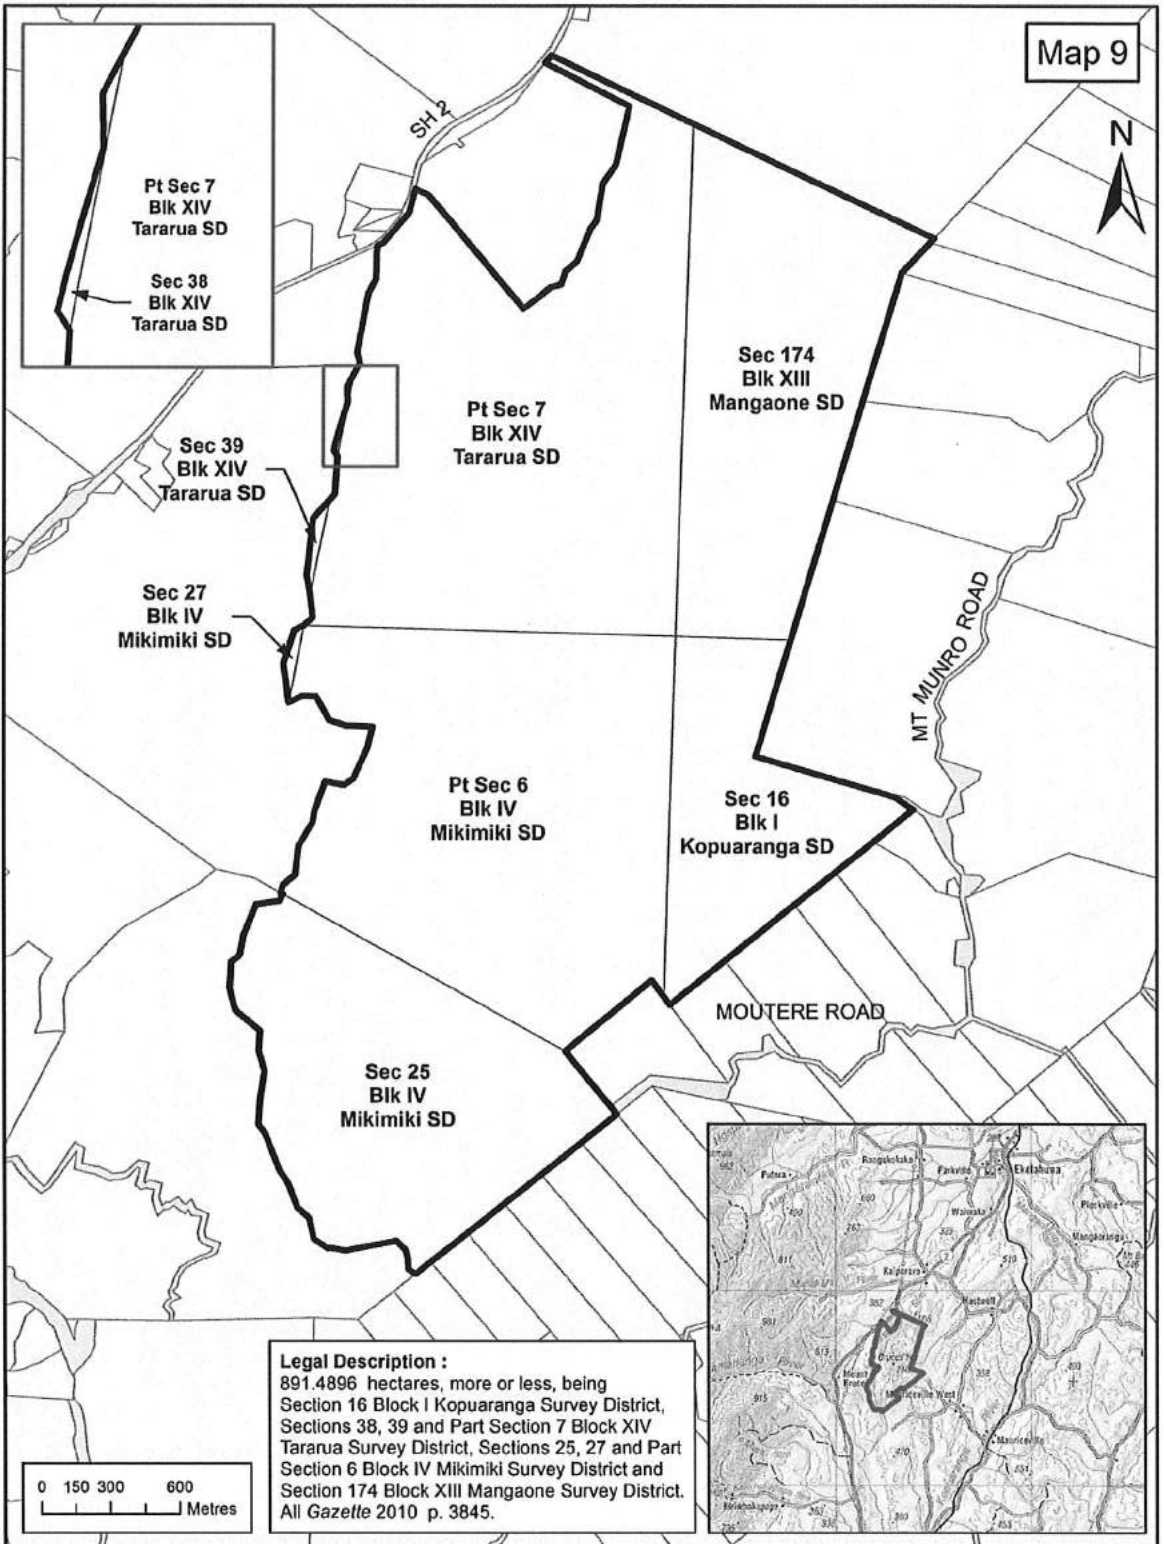 Map 9
N
SH 2
Pt Sec 7
Blk XIV
Tararua SD
Sec 38
Blk XIV
Tararua SD
Sec 174
Blk XIII
Mangaone SD
Pt Sec 7
Blk XIV
Tararua SD
Sec 39
Blk XIV
Tararua SD
Sec 27
Blk IV
Mikimiki SD
MT MUNRO ROAD
Pt Sec 6
Blk IV
Mikimiki SD
Sec 16
Blk I
Kopuaranga SD
MOUTERE ROAD
Sec 25
Blk IV
Mikimiki SD
Legal Description :
891.4896 hectares, more or less, being
Section 16 Block I Kopuaranga Survey District,
Sections 38, 39 and Part Section 7 Block XIV
Tararua Survey District, Sections 25, 27 and Part
Section 6 Block IV Mikimiki Survey District and
Section 174 Block XIII Mangaone Survey District.
All Gazette 2010 p. 3845.
0 150 300 600
Metres
Parkville
Eketahuna
Kaiparoro
Hastwell
Mauriceville